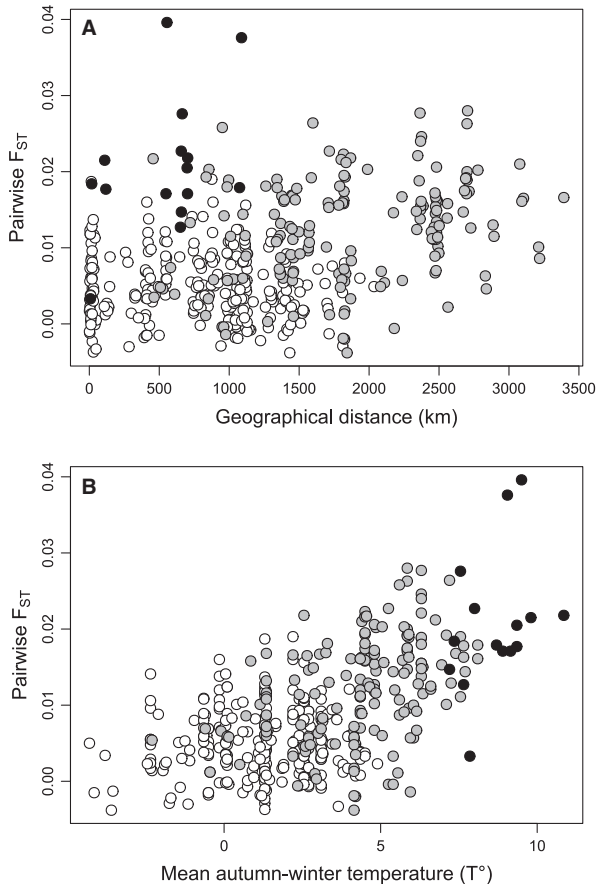 A
0.04
0.03
0.02
0.01
0.00
Pairwise FST
0 500 1000 1500 2000 2500 3000 3500
Geographical distance (km)
B
0.04
0.03
0.02
0.01
0.00
Pairwise FST
0 5 10
Mean autumn-winter temperature (T°)